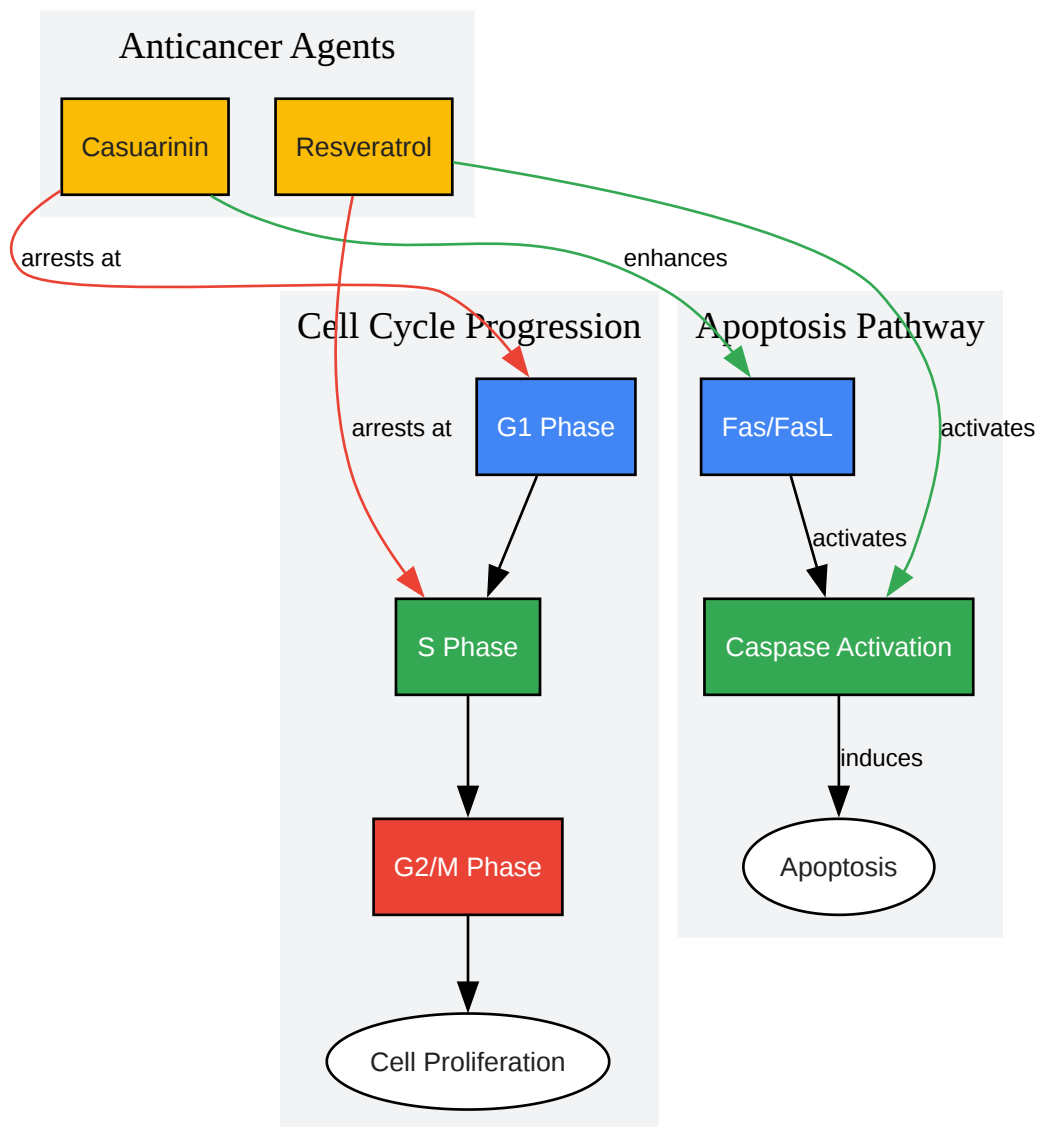 Anticancer Agents
Casuarinin
Resveratrol
arrests at
enhances
Cell Cycle Progression
Apoptosis Pathway
arrests at
G1 Phase
Fas/FasL
activates
activates
S Phase
Caspase Activation
induces
G2/M Phase
Apoptosis
Cell Proliferation